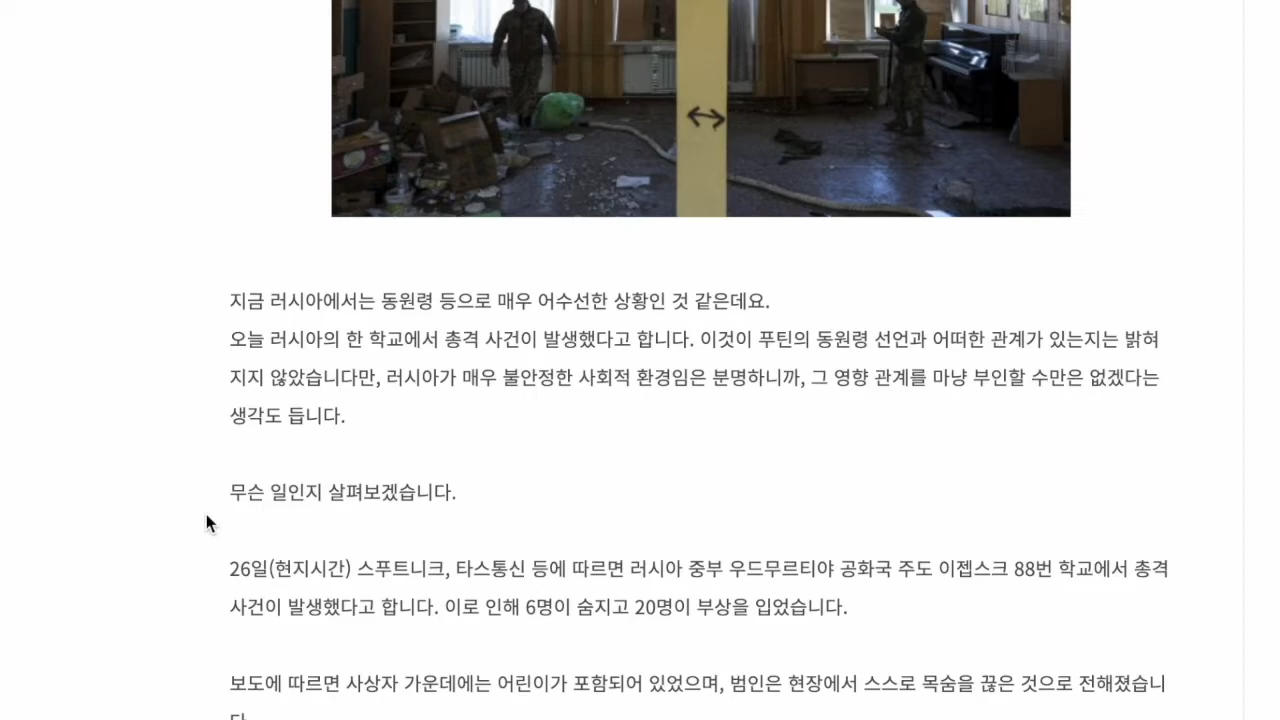 지금 러시아에서는 동원령 등으로 매우 어수선한 상황인 것 같은데요.
오늘 러시아의 한 학교에서 총격 사건이 발생했다고 합니다. 이것이 푸틴의 동원령 선언과 어떠한 관계가 있는지는 밝혀
지지 않았습니다만, 러시아가 매우 불안정한 사회적 환경임은 분명하니까, 그 영향 관계를 마냥 부인할 수만은 없겠다는
생각도 듭니다.
무슨 일인지 살펴보겠습니다.
26일(현지시간) 스푸트니크, 타스통신 등에 따르면 러시아 중부 우드무르티야 공화국 주도 이젭스크 88번 학교에서 총격
사건이 발생했다고 합니다. 이로 인해 6명이 숨지고 20명이 부상을 입었습니다.
보도에 따르면 사상자 가운데에는 어린이가 포함되어 있었으며, 범인은 현장에서 스스로 목숨을 끊은 것으로 전해졌습니